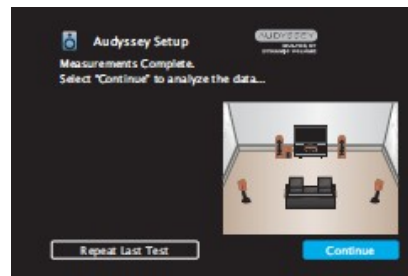 Audyssey Setup
AUDYSSEY
Measurements Complete.
Select "Continue" to analyze the data...
Repeat Last Test
Continue